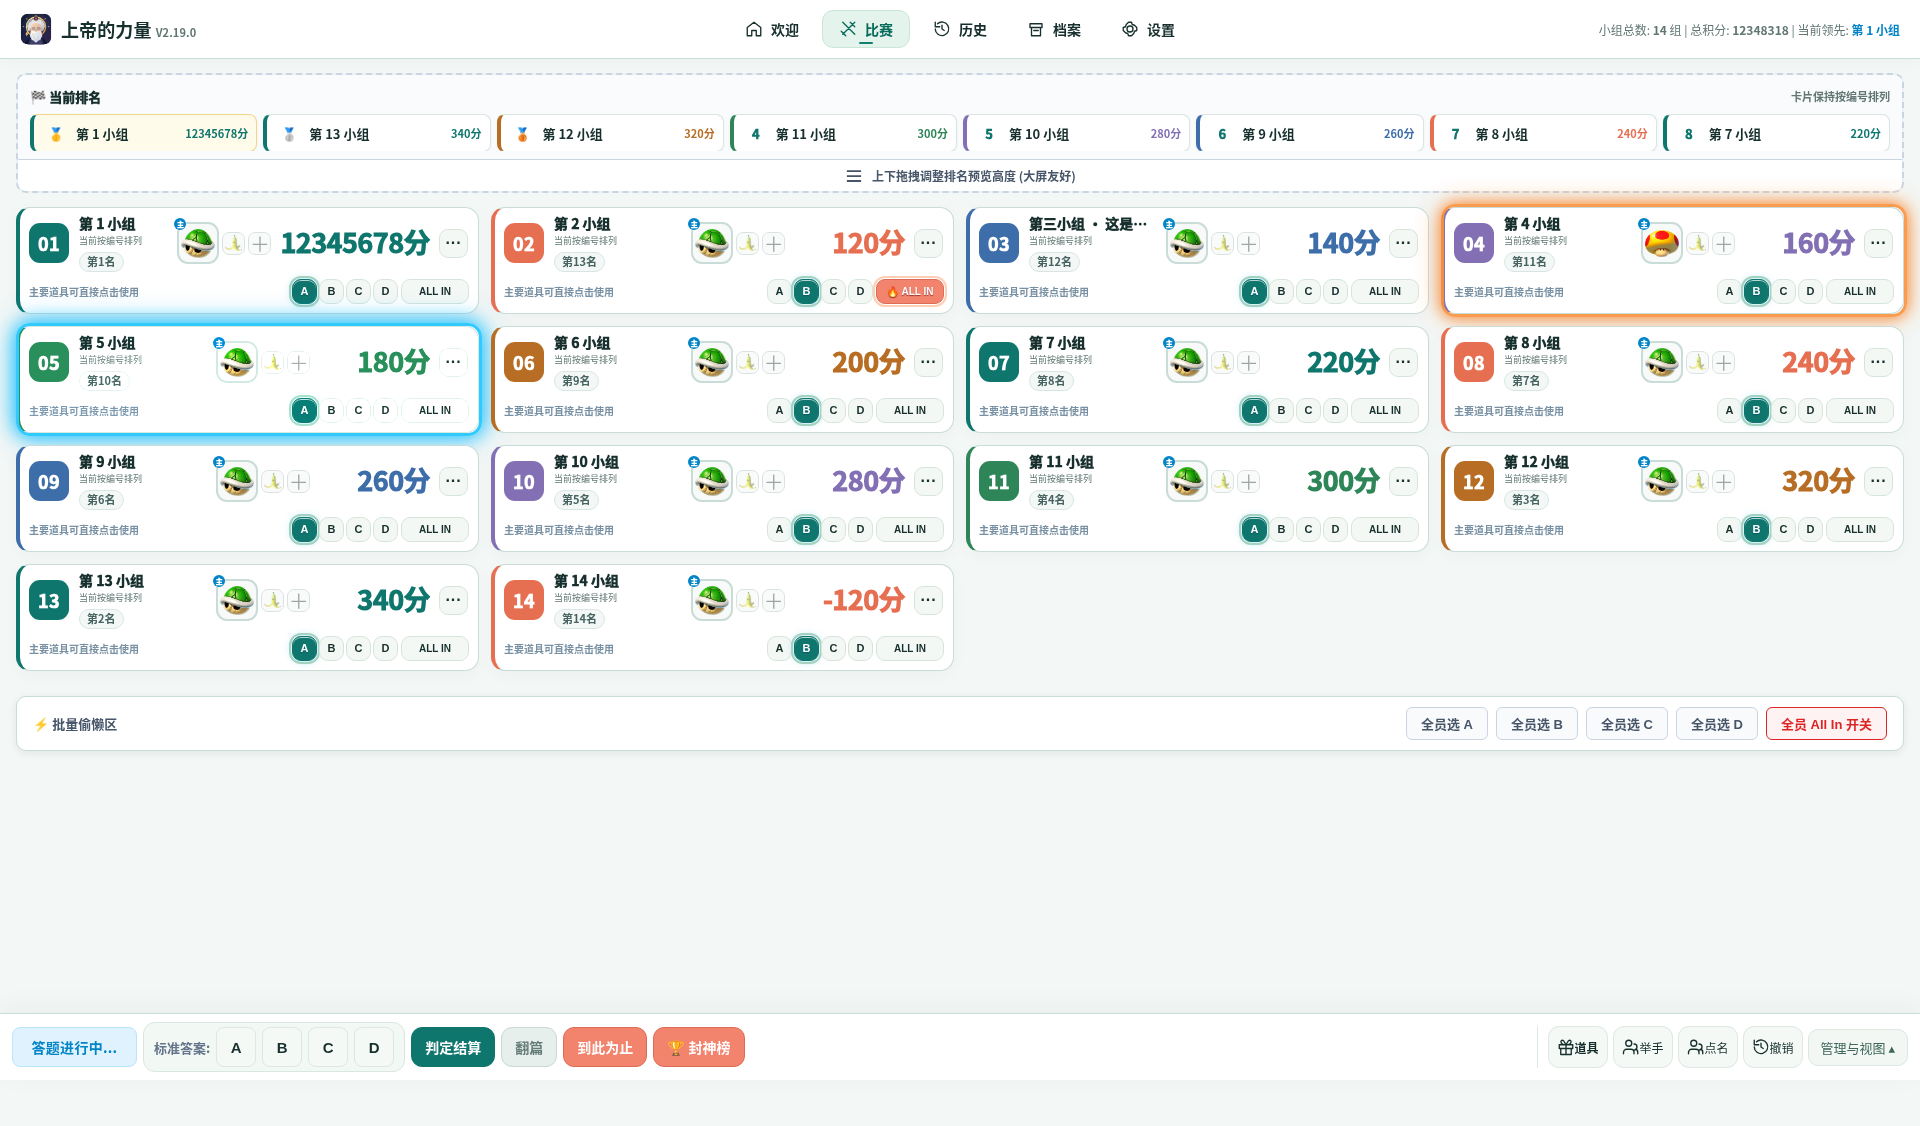 上帝的力量 V2.19.0
欢迎
比赛
历史
档案
设置
小组总数: 14 组 | 总积分: 12348318 | 当前领先: 第 1 小组
当前排名
卡片保持按编号排列
第 1 小组 12345678分
第 13 小组 340分
第 12 小组 320分
4 第 11 小组 300分
5 第 10 小组 280分
6 第 9 小组 260分
7 第 8 小组 240分
8 第 7 小组 220分
上下拖拽调整排名预览高度 (大屏友好)
01 第 1 小组 当前按编号排列 第1名 主 12345678分 ···
主要道具可直接点击使用 A B C D ALL IN
02 第 2 小组 当前按编号排列 第13名 主 120分 ···
主要道具可直接点击使用 A B C D ALL IN
03 第三小组 · 这是··· 当前按编号排列 第12名 主 140分 ···
主要道具可直接点击使用 A B C D ALL IN
04 第 4 小组 当前按编号排列 第11名 主 160分 ···
主要道具可直接点击使用 A B C D ALL IN
05 第 5 小组 当前按编号排列 第10名 主 180分 ···
主要道具可直接点击使用 A B C D ALL IN
06 第 6 小组 当前按编号排列 第9名 主 200分 ···
主要道具可直接点击使用 A B C D ALL IN
07 第 7 小组 当前按编号排列 第8名 主 220分 ···
主要道具可直接点击使用 A B C D ALL IN
08 第 8 小组 当前按编号排列 第7名 主 240分 ···
主要道具可直接点击使用 A B C D ALL IN
09 第 9 小组 当前按编号排列 第6名 主 260分 ···
主要道具可直接点击使用 A B C D ALL IN
10 第 10 小组 当前按编号排列 第5名 主 280分 ···
主要道具可直接点击使用 A B C D ALL IN
11 第 11 小组 当前按编号排列 第4名 主 300分 ···
主要道具可直接点击使用 A B C D ALL IN
12 第 12 小组 当前按编号排列 第3名 主 320分 ···
主要道具可直接点击使用 A B C D ALL IN
13 第 13 小组 当前按编号排列 第2名 主 340分 ···
主要道具可直接点击使用 A B C D ALL IN
14 第 14 小组 当前按编号排列 第14名 主 -120分 ···
主要道具可直接点击使用 A B C D ALL IN
批量偷懒区
全员选 A
全员选 B
全员选 C
全员选 D
全员 All In 开关
答题进行中...
标准答案: A B C D
判定结算
翻篇
到此为止
封神榜
道具
举手
点名
撤销
管理与视图 ▴